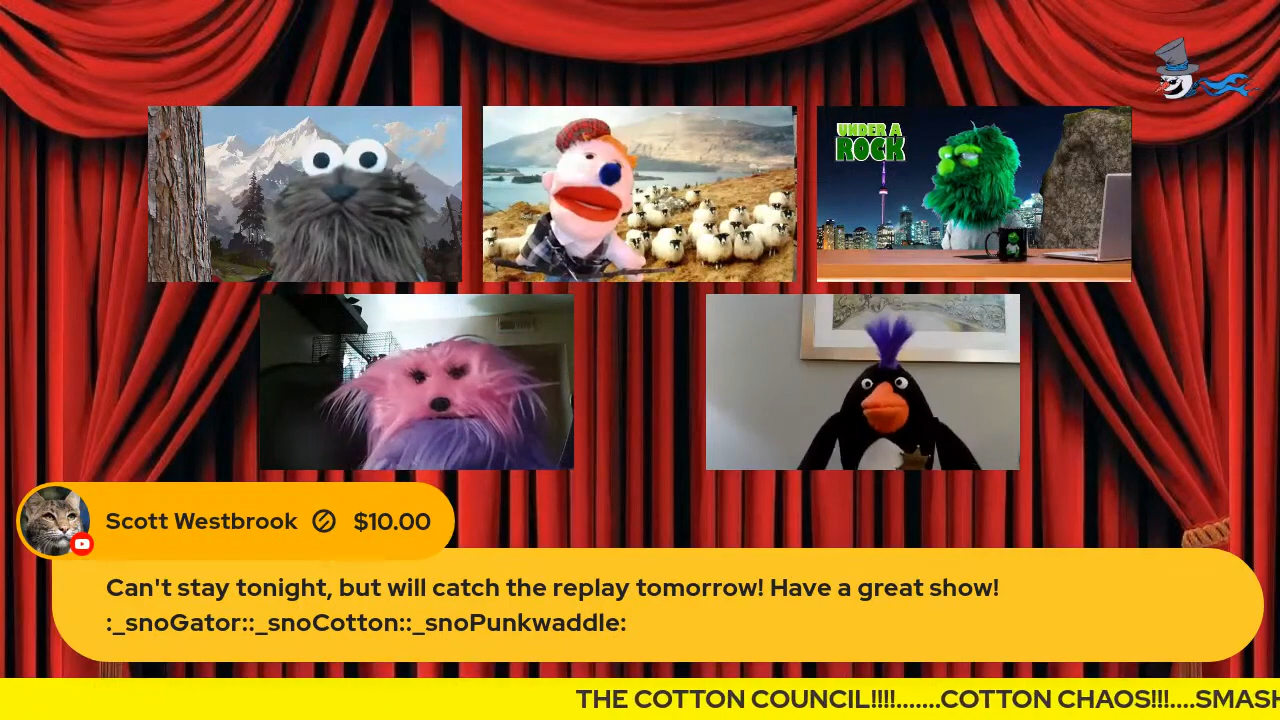 UNDER A
ROCK
Scott Westbrook $10.00
Can't stay tonight, but will catch the replay tomorrow! Have a great show!
:_snoGator::_snoCotton::_snoPunkwaddle:
THE COTTON COUNCIL!!!!.......COTTON CHAOS!!!....SMASH